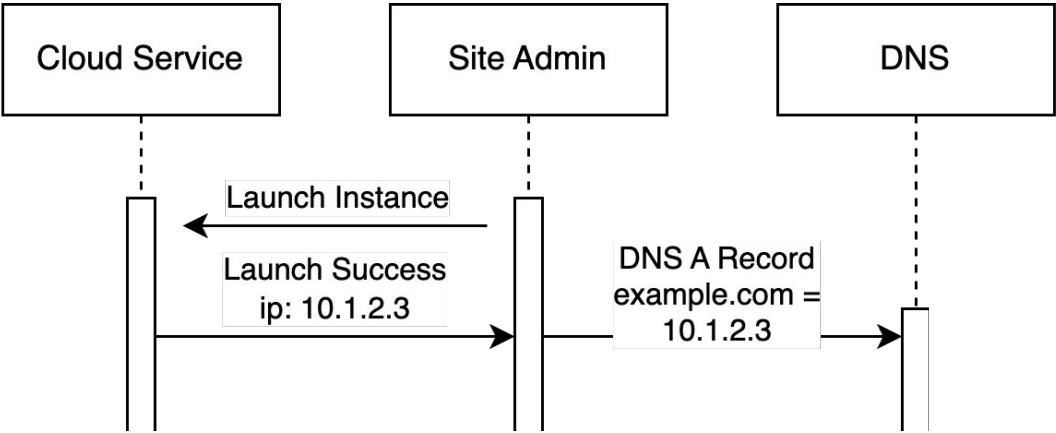 Cloud Service
Site Admin
DNS
Launch Instance
Launch Success
ip: 10.1.2.3
DNS A Record
example.com =
10.1.2.3